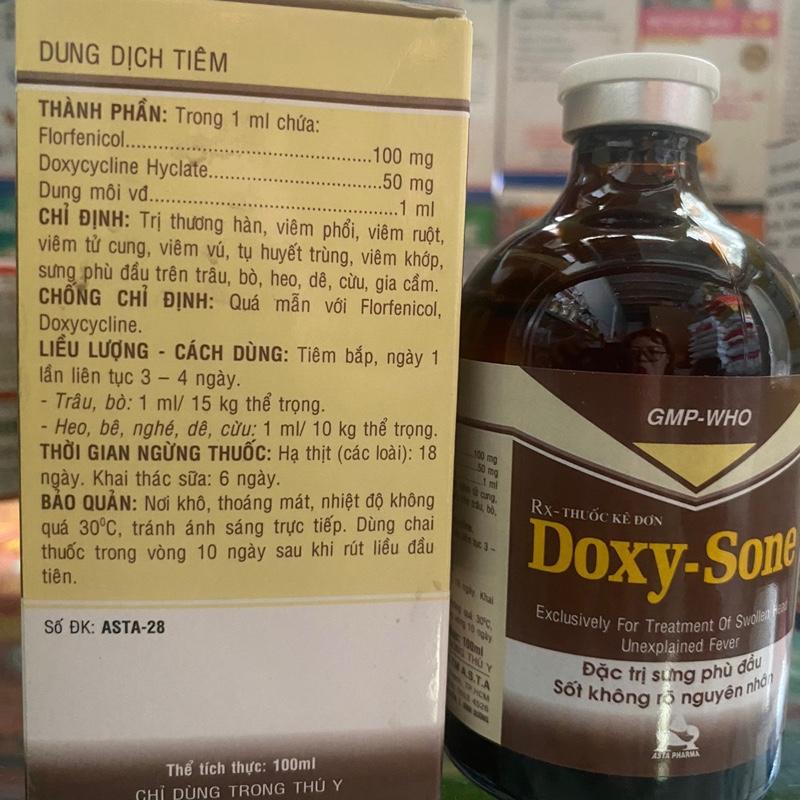 DUNG DỊCH TIÊM
THÀNH PHẦN: Trong 1 ml chứa:
Florfenicol..................................100 mg
Doxycycline Hyclate........................50 mg
Dung môi vđ..................................1 ml
CHỈ ĐỊNH: Trị thương hàn, viêm phổi, viêm ruột,
viêm tử cung, viêm vú, tụ huyết trùng, viêm khớp,
sưng phù đầu trên trâu, bò, heo, dê, cừu, gia cầm.
CHỐNG CHỈ ĐỊNH: Quá mẫn với Florfenicol,
Doxycycline.
LIỀU LƯỢNG - CÁCH DÙNG: Tiêm bắp, ngày 1
lần liên tục 3 – 4 ngày.
- Trâu, bò: 1 ml/ 15 kg thể trọng.
- Heo, bê, nghé, dê, cừu: 1 ml/ 10 kg thể trọng.
THỜI GIAN NGỪNG THUỐC: Hạ thịt (các loài): 18
ngày. Khai thác sữa: 6 ngày.
BẢO QUẢN: Nơi khô, thoáng mát, nhiệt độ không
quá 30⁰C, tránh ánh sáng trực tiếp. Dùng chai
thuốc trong vòng 10 ngày sau khi rút liều đầu
tiên.
Số ĐK: ASTA-28
Thể tích thực: 100ml
CHỈ DÙNG TRONG THÚ Y
GMP-WHO
RX-THUỐC KÊ ĐƠN
Doxy-Sone
Exclusively For Treatment Of Swollen Head
Unexplained Fever
Đặc trị sưng phù đầu
Sốt không rõ nguyên nhân
ASTA PHARMA
100 mg
50 mg
1 ml
100ml
THÚ Y
A.S.T.A